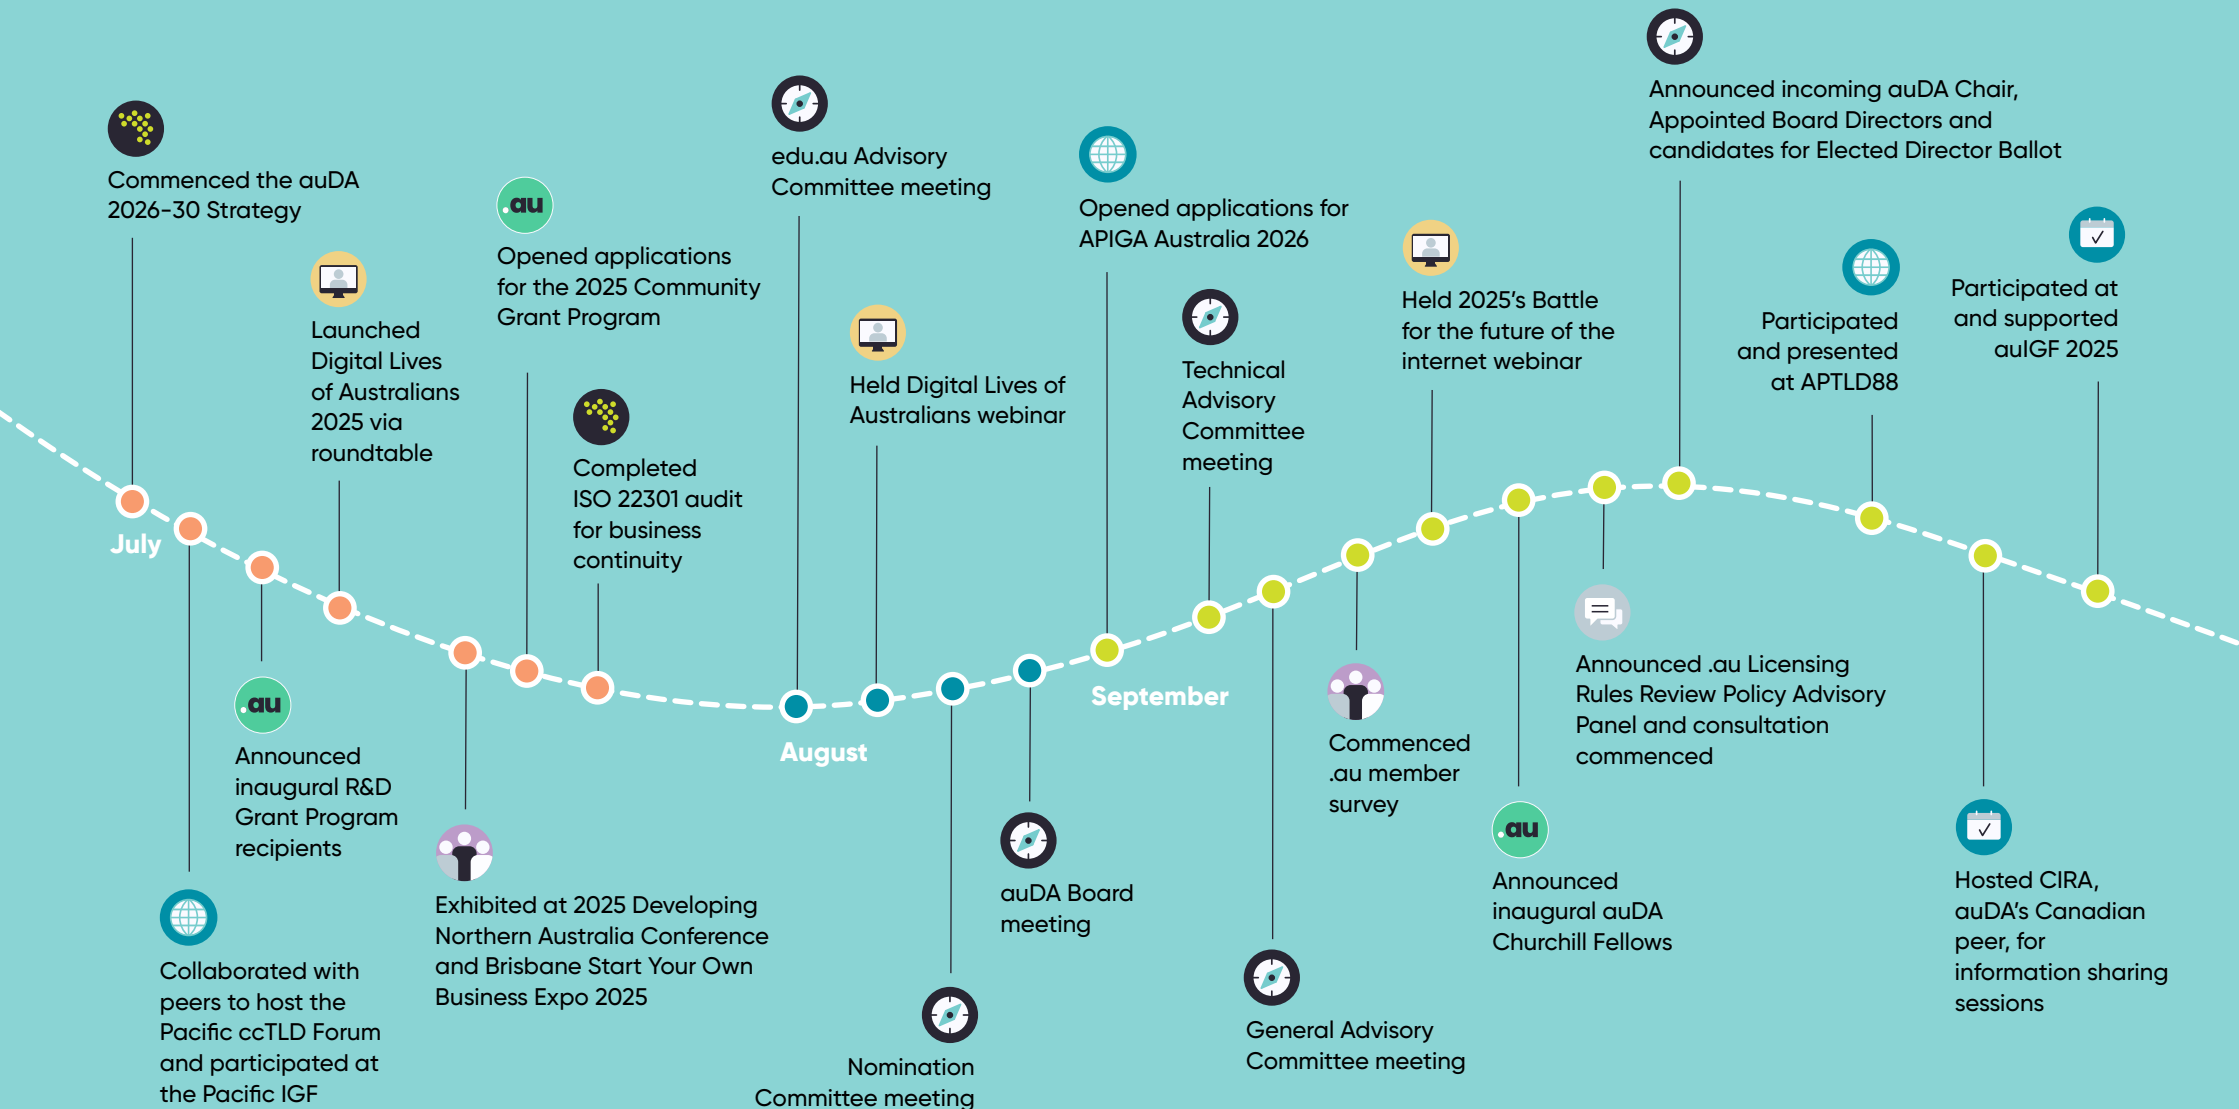 Commenced the auDA
2026-30 Strategy
July
Collaborated with
peers to host the
Pacific ccTLD Forum
and participated at
the Pacific IGF
.au
Announced
inaugural R&D
Grant Program
recipients
Launched
Digital Lives
of Australians
2025 via
roundtable
Exhibited at 2025 Developing
Northern Australia Conference
and Brisbane Start Your Own
Business Expo 2025
.au
Opened applications
for the 2025 Community
Grant Program
Completed
ISO 22301 audit
for business
continuity
edu.au Advisory
Committee meeting
August
Held Digital Lives of
Australians webinar
Nomination
Committee meeting
auDA Board
meeting
Opened applications for
APIGA Australia 2026
September
Technical
Advisory
Committee
meeting
General Advisory
Committee meeting
Commenced
.au member
survey
Held 2025's Battle
for the future of the
internet webinar
.au
Announced
inaugural auDA
Churchill Fellows
Announced .au Licensing
Rules Review Policy Advisory
Panel and consultation
commenced
Announced incoming auDA Chair,
Appointed Board Directors and
candidates for Elected Director Ballot
Participated
and presented
at APTLD88
Hosted CIRA,
auDA's Canadian
peer, for
information sharing
sessions
Participated at
and supported
auIGF 2025